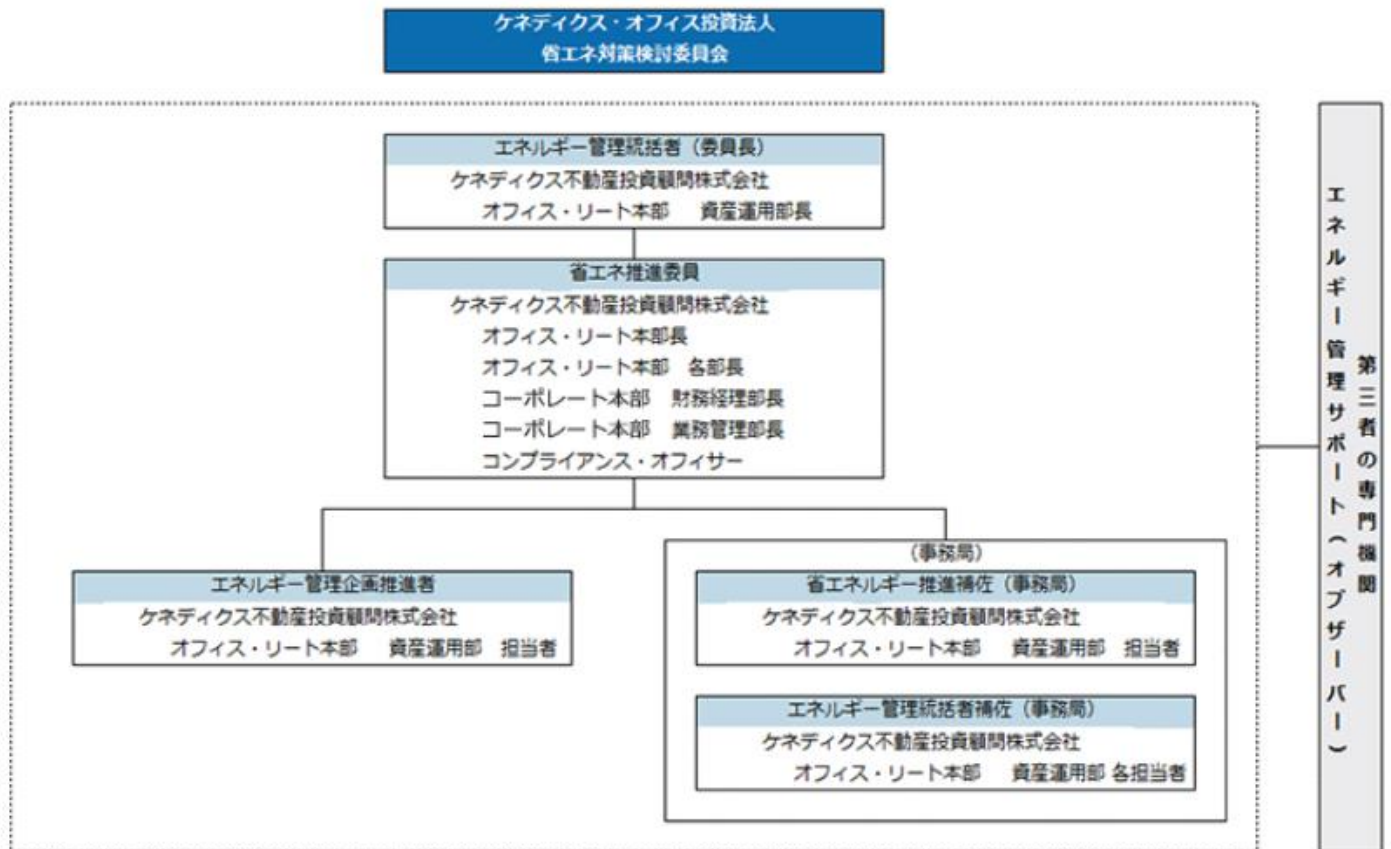 ケネディクス・オフィス投資法人
省エネ対策検討委員会
エネルギー管理統括者（委員長）
ケネディクス不動産投資顧問株式会社
オフィス・リート本部　資産運用部長
省エネ推進委員
ケネディクス不動産投資顧問株式会社
オフィス・リート本部長
オフィス・リート本部　各部長
コーポレート本部　財務経理部長
コーポレート本部　業務管理部長
コンプライアンス・オフィサー
エネルギー管理企画推進者
ケネディクス不動産投資顧問株式会社
オフィス・リート本部　資産運用部　担当者
（事務局）
省エネルギー推進補佐（事務局）
ケネディクス不動産投資顧問株式会社
オフィス・リート本部　資産運用部　担当者
エネルギー管理統括者補佐（事務局）
ケネディクス不動産投資顧問株式会社
オフィス・リート本部　資産運用部 各担当者
第三者の専門機関
エネルギー管理サポート（オブザーバー）